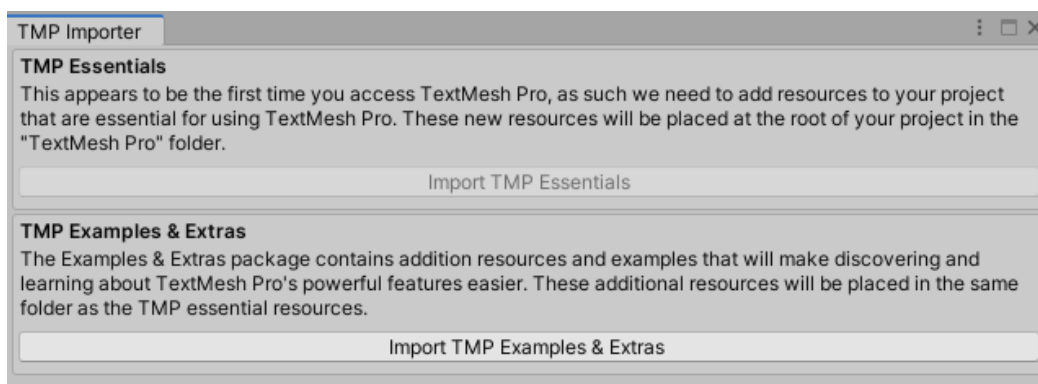 TMP Importer
TMP Essentials
This appears to be the first time you access TextMesh Pro, as such we need to add resources to your project
that are essential for using TextMesh Pro. These new resources will be placed at the root of your project in the
"TextMesh Pro" folder.
Import TMP Essentials
TMP Examples & Extras
The Examples & Extras package contains addition resources and examples that will make discovering and
learning about TextMesh Pro's powerful features easier. These additional resources will be placed in the same
folder as the TMP essential resources.
Import TMP Examples & Extras